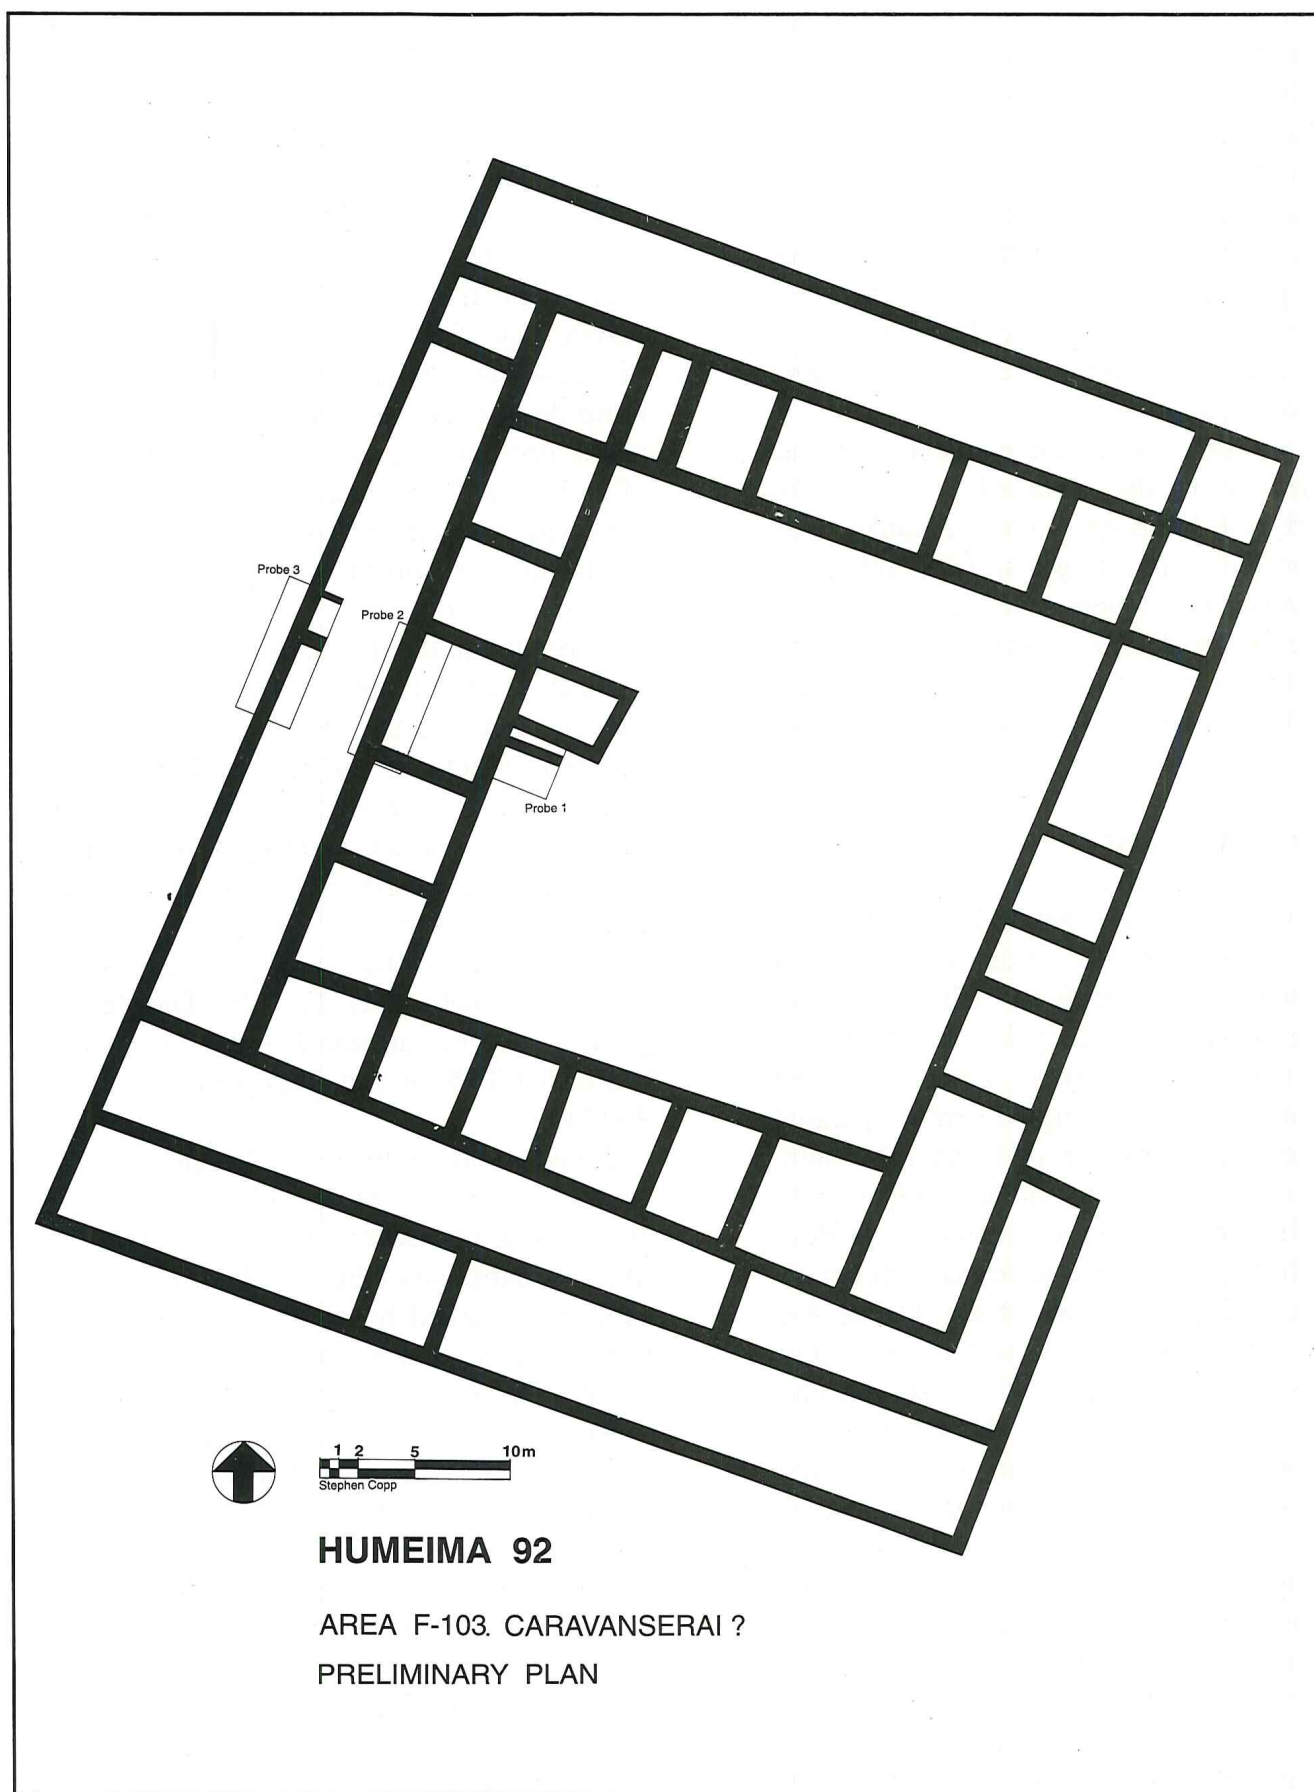 Probe 3
Probe 2
Probe 1
1 2 5 10m
Stephen Copp
HUMEIMA 92
AREA F-103. CARAVANSERAI ?
PRELIMINARY PLAN